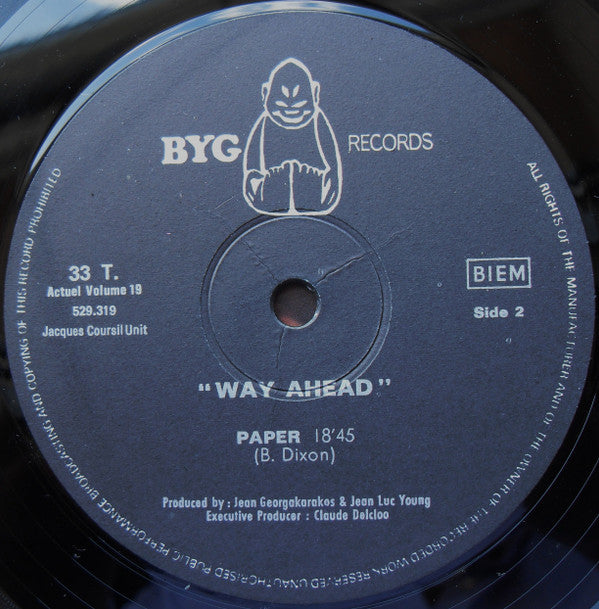 BYG RECORDS
33 T.
Actuel Volume 19
529.319
Jacques Coursil Unit
BIEM
Side 2
"WAY AHEAD"
PAPER 18'45
(B. Dixon)
Produced by : Jean Georgakarakos & Jean Luc Young
Executive Producer : Claude Delcloo
ALL RIGHTS OF THE MANUFACTURER AND OF THE OWNER OF THE RECORDED WORK RESERVED UNAUTHORISED PUBLIC PERFORMANCE BROADCASTING AND COPYING OF THIS RECORD PROHIBITED